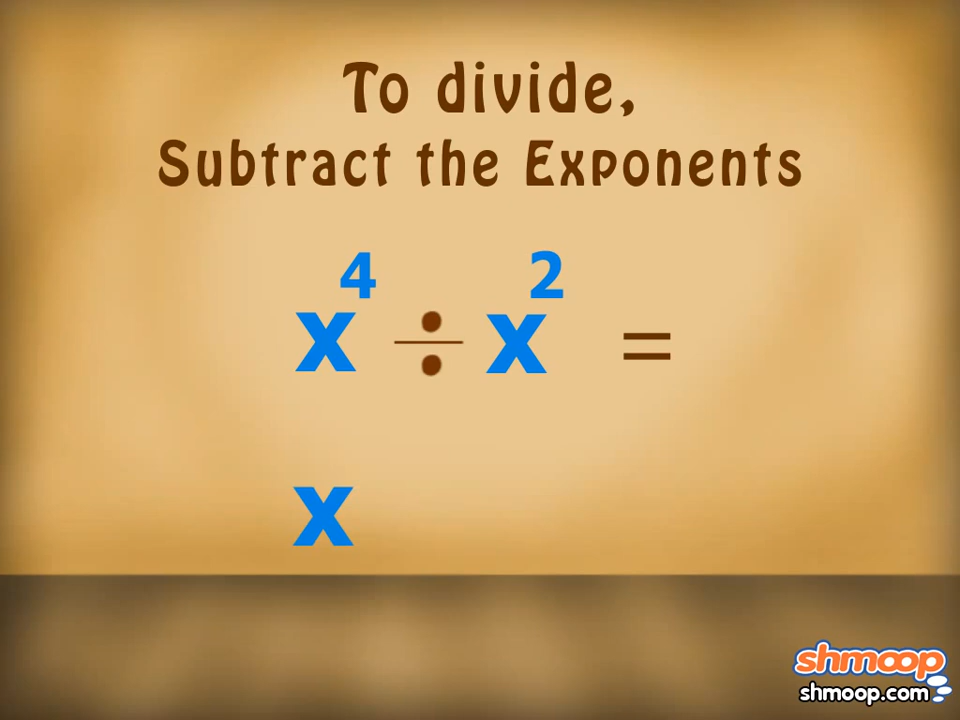 To divide,
Subtract the Exponents
x⁴ ÷ x² =
x
shmoop
shmoop.com